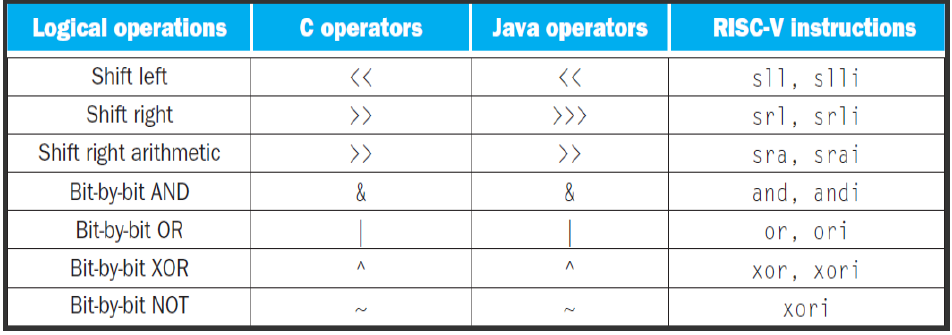 Logical operations C operators Java operators RISC-V instructions
Shift left << << sll, slli
Shift right >> >>> srl, srli
Shift right arithmetic >> >> sra, srai
Bit-by-bit AND & & and, andi
Bit-by-bit OR | | or, ori
Bit-by-bit XOR ^ ^ xor, xori
Bit-by-bit NOT ~ ~ xori